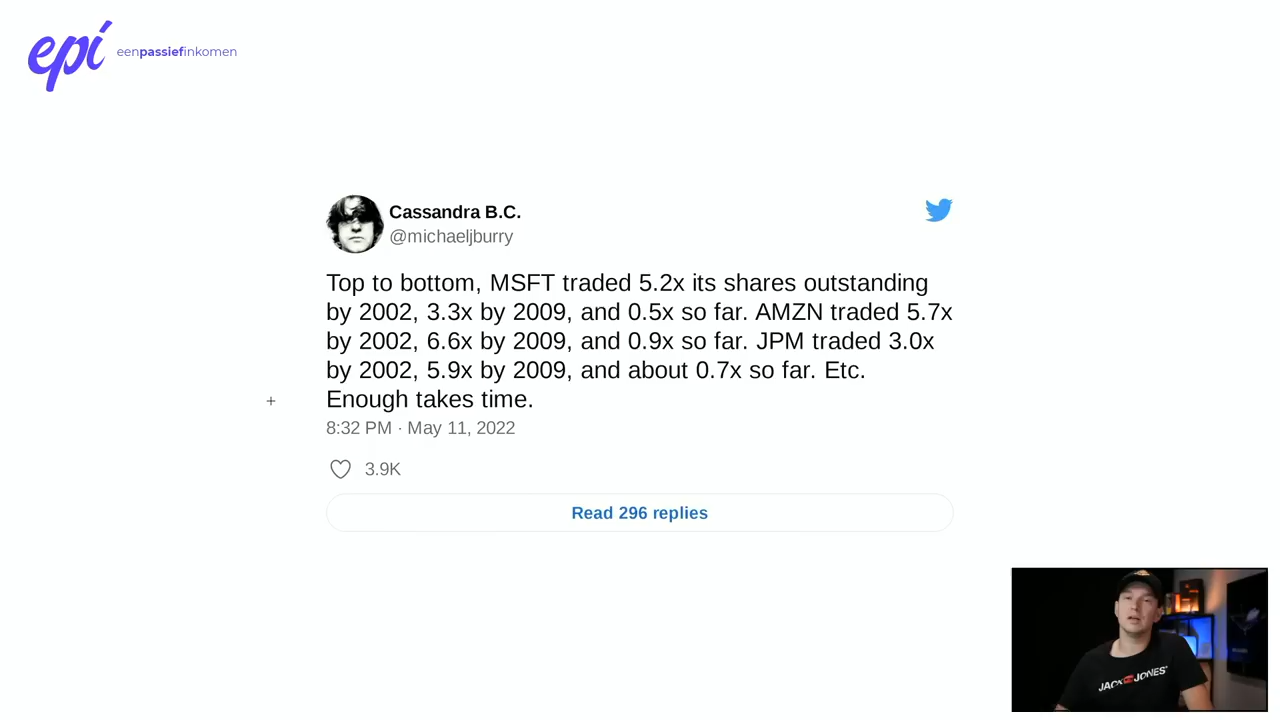 epi
eenpassiefinkomen
Cassandra B.C.
@michaeljburry
Top to bottom, MSFT traded 5.2x its shares outstanding
by 2002, 3.3x by 2009, and 0.5x so far. AMZN traded 5.7x
by 2002, 6.6x by 2009, and 0.9x so far. JPM traded 3.0x
by 2002, 5.9x by 2009, and about 0.7x so far. Etc.
Enough takes time.
8:32 PM · May 11, 2022
3.9K
Read 296 replies
JACK JONES